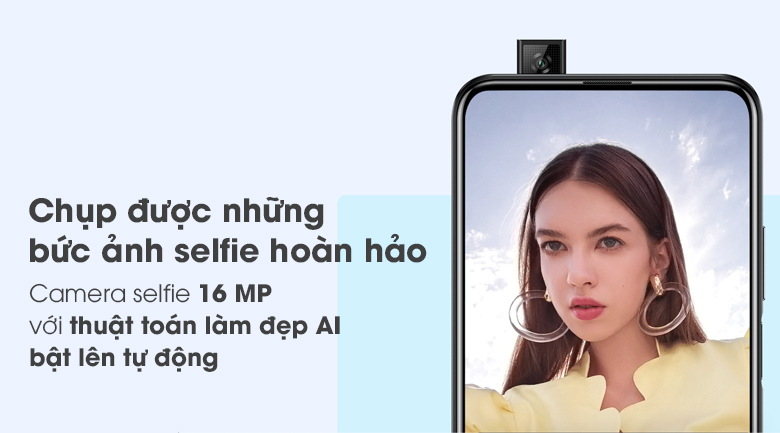 Chụp được những
bức ảnh selfie hoàn hảo
Camera selfie 16 MP
với thuật toán làm đẹp AI
bật lên tự động